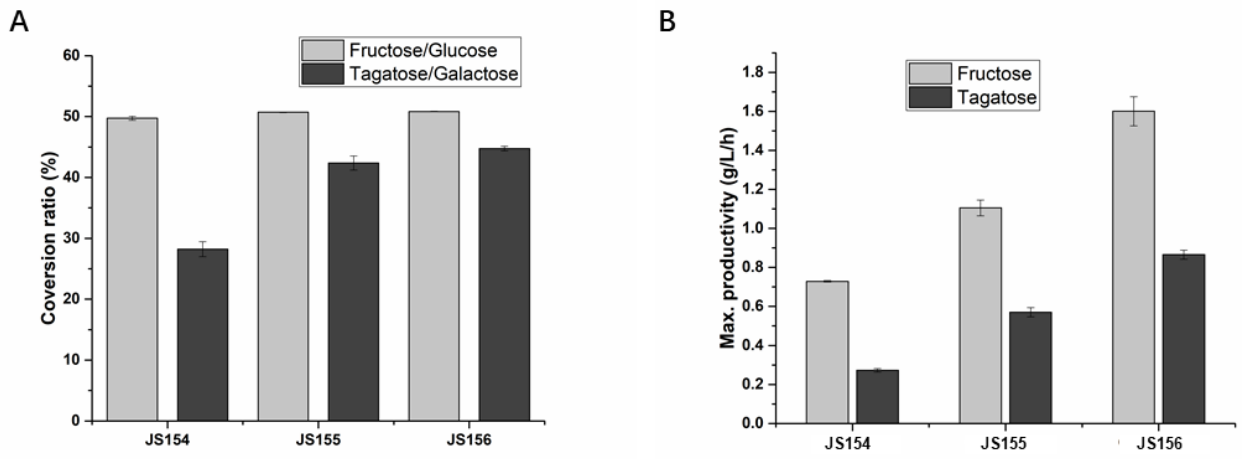 A
Coversion ratio (%)
60
50
40
30
20
10
0
Fructose/Glucose
Tagatose/Galactose
JS154
JS155
JS156
B
Max. productivity (g/L/h)
1.8
1.6
1.4
1.2
1.0
0.8
0.6
0.4
0.2
0.0
Fructose
Tagatose
JS154
JS155
JS156